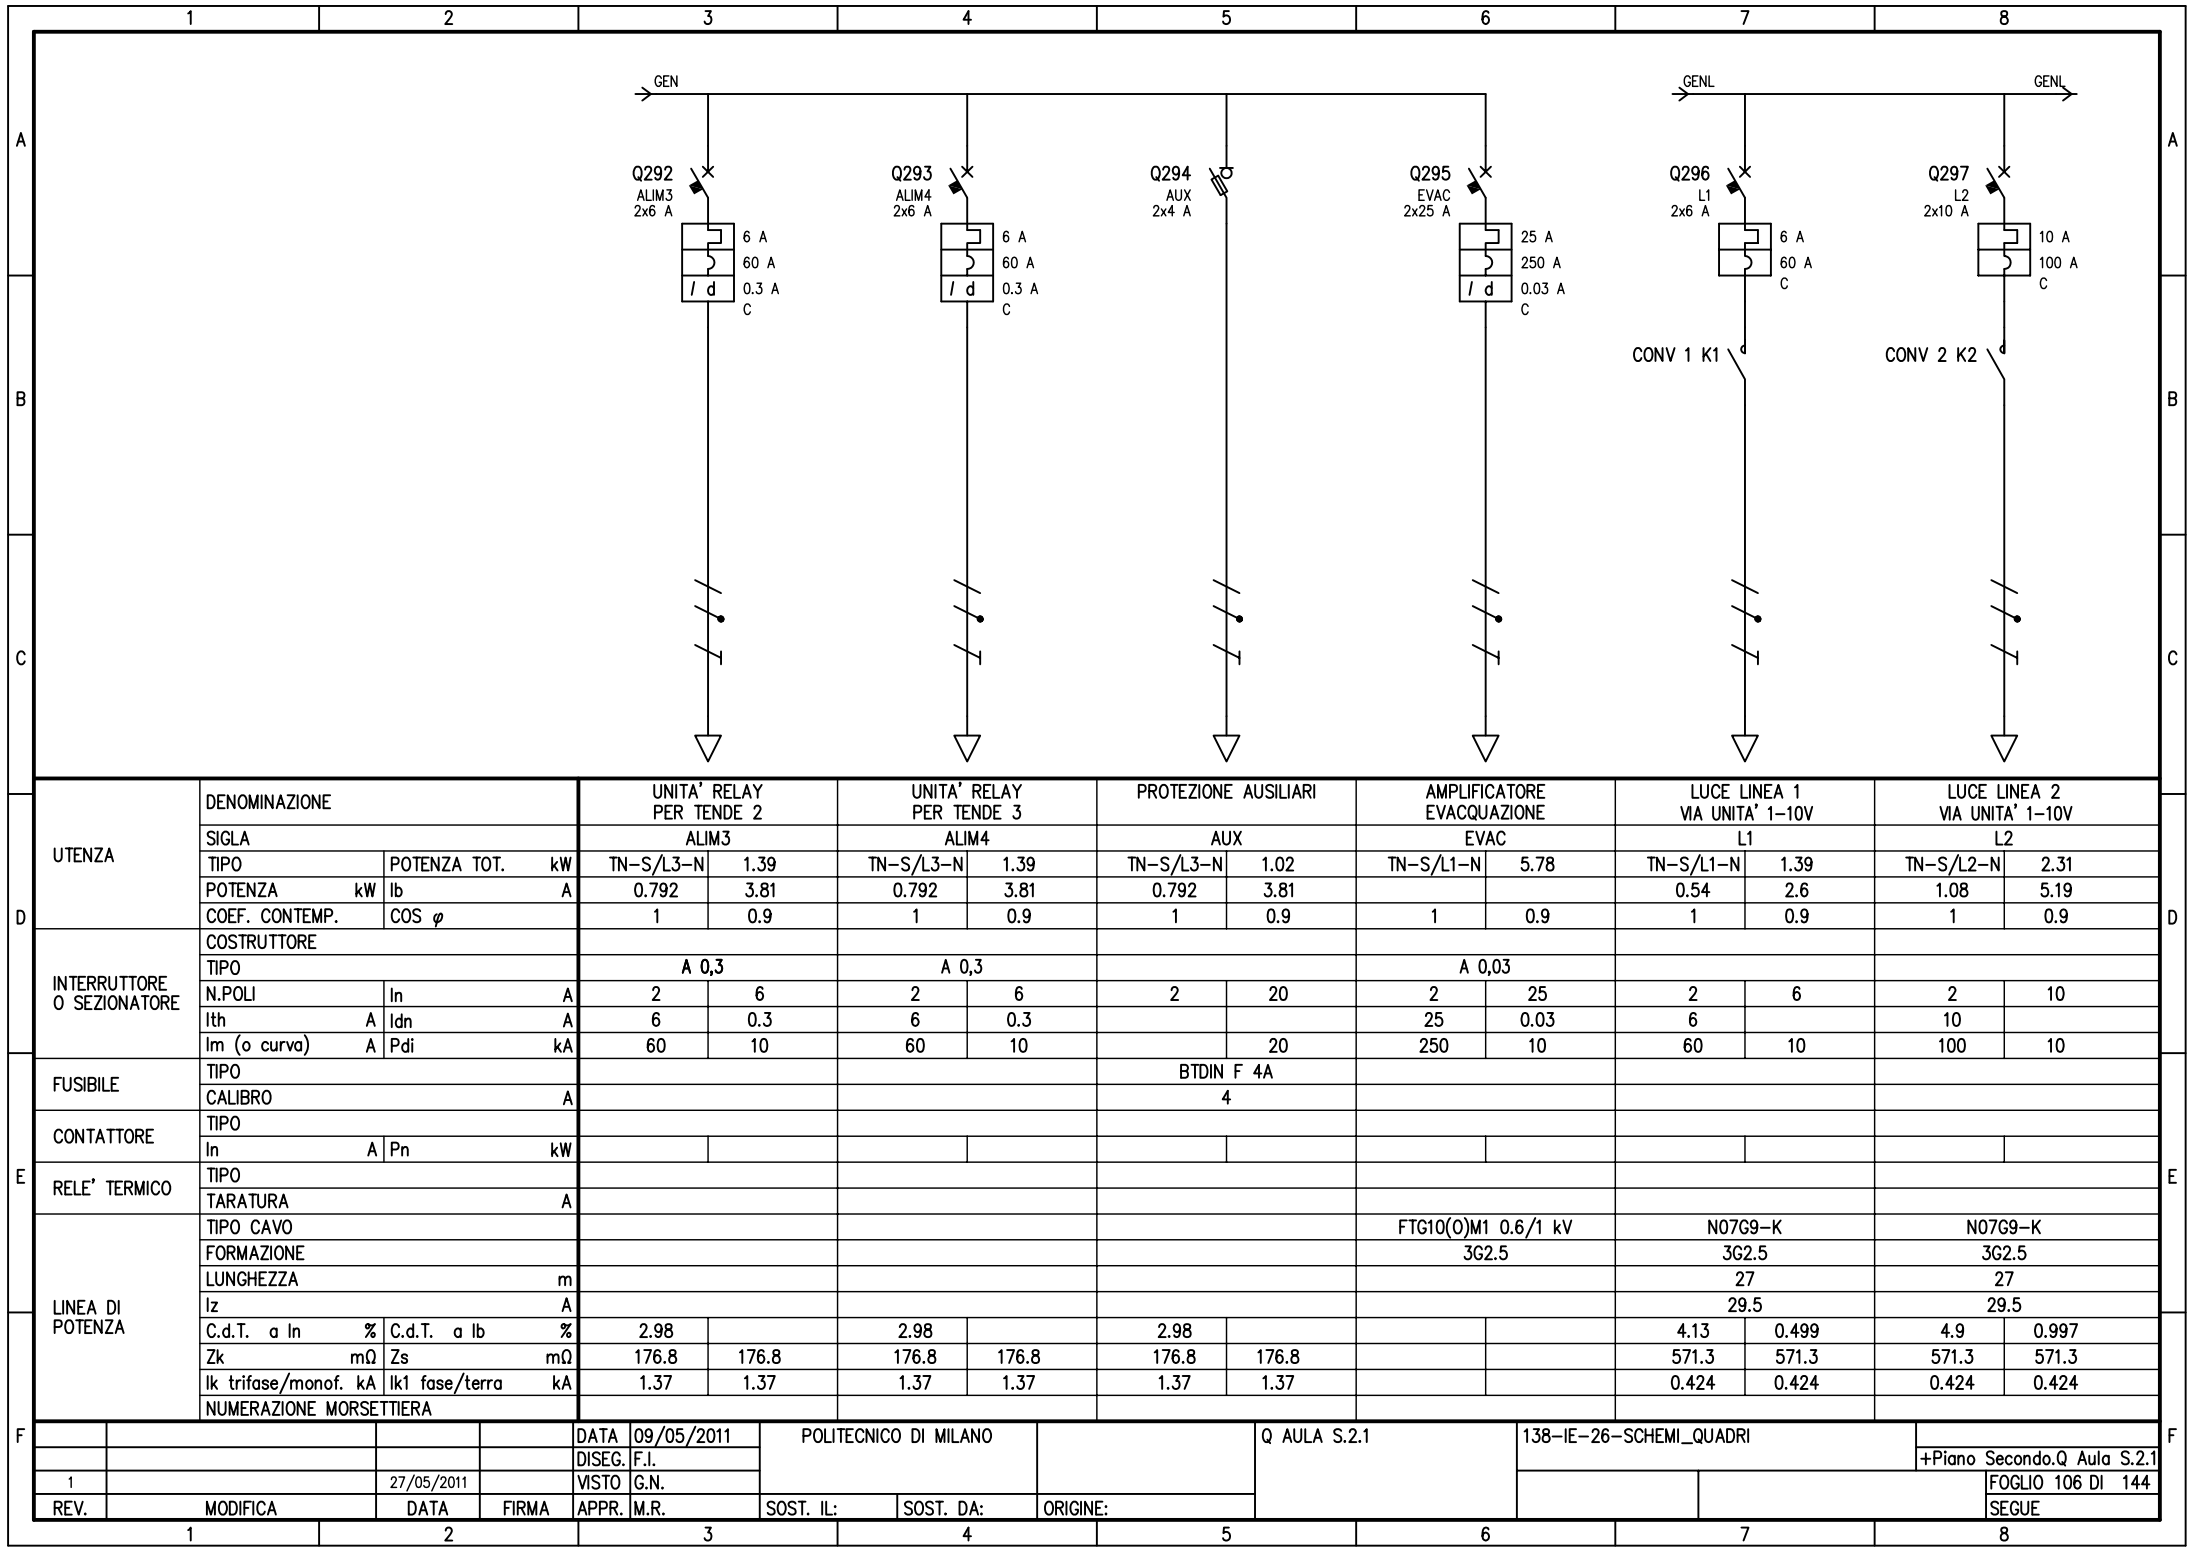 1 2 3 4 5 6 7 8
GEN GENL GENL
A A
Q292 Q293 Q294 Q295 Q296 Q297
ALIM3 ALIM4 AUX EVAC L1 L2
2x6 A 2x6 A 2x4 A 2x25 A 2x6 A 2x10 A
6 A 6 A 25 A 6 A 10 A
60 A 60 A 250 A 60 A 100 A
I d 0.3 A I d 0.3 A I d 0.03 A C C
C C C
CONV 1 K1 CONV 2 K2
B B
C C
DENOMINAZIONE UNITA' RELAY UNITA' RELAY PROTEZIONE AUSILIARI AMPLIFICATORE LUCE LINEA 1 LUCE LINEA 2
PER TENDE 2 PER TENDE 3 EVACQUAZIONE VIA UNITA' 1-10V VIA UNITA' 1-10V
UTENZA
SIGLA ALIM3 ALIM4 AUX EVAC L1 L2
TIPO POTENZA TOT. kW TN-S/L3-N 1.39 TN-S/L3-N 1.39 TN-S/L3-N 1.02 TN-S/L1-N 5.78 TN-S/L1-N 1.39 TN-S/L2-N 2.31
POTENZA kW Ib A 0.792 3.81 0.792 3.81 0.792 3.81 0.54 2.6 1.08 5.19
D COEF. CONTEMP. COS φ 1 0.9 1 0.9 1 0.9 1 0.9 1 0.9 1 0.9 D
INTERRUTTORE
O SEZIONATORE
COSTRUTTORE
TIPO A 0,3 A 0,3 A 0,03
N.POLI In A 2 6 2 6 2 20 2 25 2 6 2 10
Ith A Idn A 6 0.3 6 0.3 25 0.03 6 10
Im (o curva) A Pdi kA 60 10 60 10 20 250 10 60 10 100 10
FUSIBILE
TIPO BTDIN F 4A
CALIBRO A 4
CONTATTORE
TIPO
In A Pn kW
E E
RELE' TERMICO
TIPO
TARATURA A
LINEA DI
POTENZA
TIPO CAVO FTG10(O)M1 0.6/1 kV N07G9-K N07G9-K
FORMAZIONE 3G2.5 3G2.5 3G2.5
LUNGHEZZA m 27 27
Iz A 29.5 29.5
C.d.T. a In % C.d.T. a Ib % 2.98 2.98 2.98 4.13 0.499 4.9 0.997
Zk mΩ Zs mΩ 176.8 176.8 176.8 176.8 176.8 176.8 571.3 571.3 571.3 571.3
Ik trifase/monof. kA Ik1 fase/terra kA 1.37 1.37 1.37 1.37 1.37 1.37 0.424 0.424 0.424 0.424
NUMERAZIONE MORSETTIERA
F F
DATA 09/05/2011 POLITECNICO DI MILANO Q AULA S.2.1 138-IE-26-SCHEMI_QUADRI
DISEG. F.I. +Piano Secondo.Q Aula S.2.1
1 27/05/2011 VISTO G.N. FOGLIO 106 DI 144
REV. MODIFICA DATA FIRMA APPR. M.R. SOST. IL: SOST. DA: ORIGINE: SEGUE
1 2 3 4 5 6 7 8